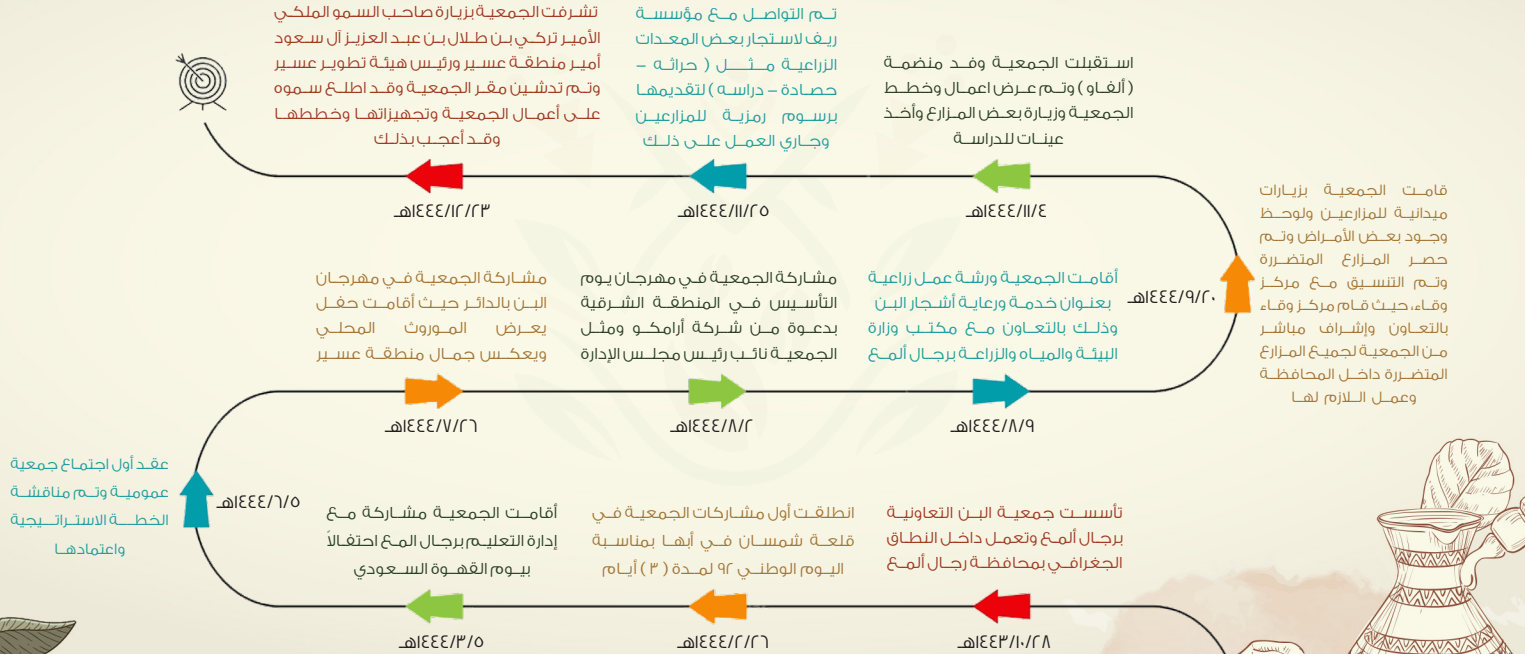 تشرفت الجمعية بزيارة صاحب السمو الملكي
الأمير تركي بن طلال بن عبد العزيز آل سعود
أمير منطقة عسير ورئيس هيئة تطوير عسير
وتم تدشين مقر الجمعية وقد اطلع سموه
على أعمال الجمعية وتجهيزاتها وخططها
وقد أعجب بذلك
١٤٤٤/١٢/٢٣هـ
تم التواصل مع مؤسسة
ريف لاستجار بعض المعدات
الزراعية مثل ( حراثه –
حصادة – دراسه ) لتقديمها
برسوم رمزية للمزارعين
وجاري العمل على ذلك
١٤٤٤/١١/٢٥هـ
استقبلت الجمعية وفد منضمة
( ألفاو ) وتم عرض اعمال وخطط
الجمعية وزيارة بعض المزارع وأخذ
عينات للدراسة
١٤٤٤/١١/٤هـ
قامت الجمعية بزيارات
ميدانية للمزارعين ولوحظ
وجود بعض الأمراض وتم
حصر المزارع المتضررة
وتم التنسيق مع مركز
وقاء، حيث قام مركز وقاء
بالتعاون وإشراف مباشر
من الجمعية لجميع المزارع
المتضررة داخل المحافظة
وعمل اللازم لها
١٤٤٤/٩/٢٠هـ
أقامت الجمعية ورشة عمل زراعية
بعنوان خدمة ورعاية أشجار البن
وذلك بالتعاون مع مكتب وزارة
البيئة والمياه والزراعة برجال ألمع
١٤٤٤/٨/٩هـ
مشاركة الجمعية في مهرجان يوم
التأسيس في المنطقة الشرقية
بدعوة من شركة أرامكو ومثل
الجمعية نائب رئيس مجلس الإدارة
١٤٤٤/٨/٢هـ
مشاركة الجمعية في مهرجان
البن بالدائر حيث أقامت حفل
يعرض الموروث المحلي
ويعكس جمال منطقة عسير
١٤٤٤/٧/٢٦هـ
عقد أول اجتماع جمعية
عمومية وتم مناقشة
الخطة الاستراتيجية
واعتمادها
١٤٤٤/٦/٥هـ
أقامت الجمعية مشاركة مع
إدارة التعليم برجال المع احتفالاً
بيوم القهوة السعودي
١٤٤٤/٣/٥هـ
انطلقت أول مشاركات الجمعية في
قلعة شمسان في أبها بمناسبة
اليوم الوطني ٩٢ لمدة ( ٣ ) أيام
١٤٤٤/٢/٢٦هـ
تأسست جمعية البن التعاونية
برجال ألمع وتعمل داخل النطاق
الجغرافي بمحافظة رجال ألمع
١٤٤٣/١٠/٢٨هـ